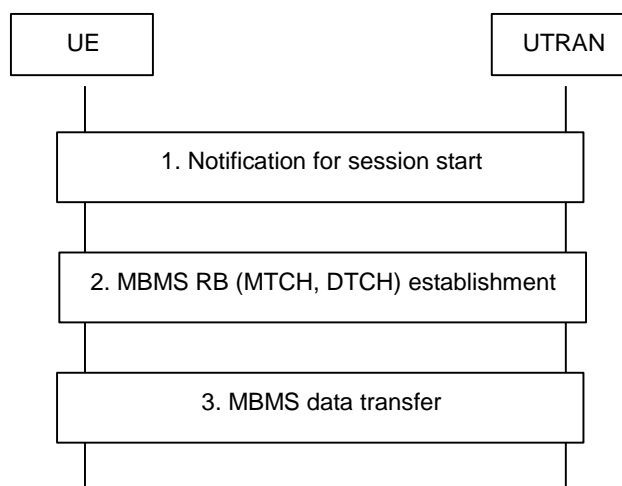 UE
UTRAN
1. Notification for session start
2. MBMS RB (MTCH, DTCH) establishment
3. MBMS data transfer